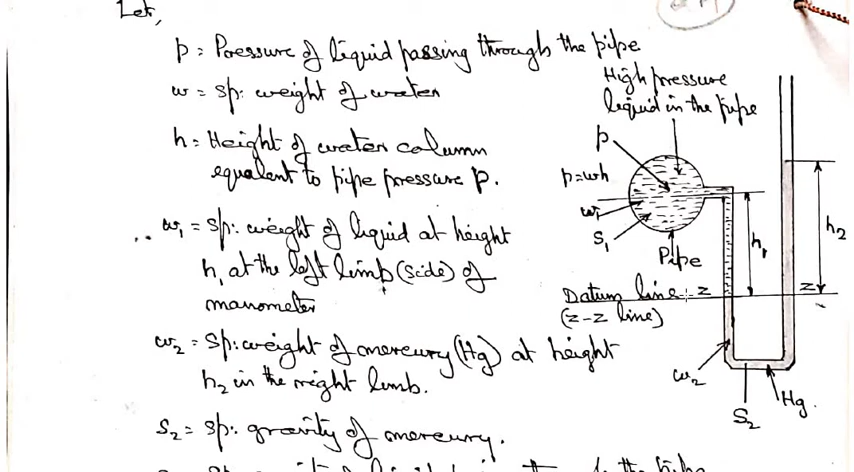 Let,
p = Pressure of liquid passing through the pipe
w = sp: weight of water
h = Height of water column
equalent to pipe pressure P.
w₁ = sp: weight of liquid at height
h₁ at the left limb (side) of
manometer
w₂ = sp: weight of mercury (Hg) at height
h₂ in the right limb.
S₂ = sp: gravity of mercury.
High pressure
liquid in the pipe
p
p=wh
w₁
S₁
Pipe
h₁
h₂
Datum line - z
z
(z-z line)
w₂
Hg.
S₂